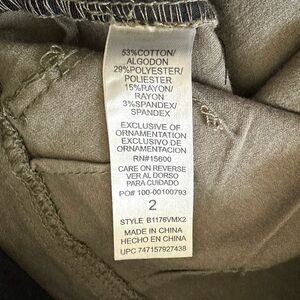 53%COTTON/
ALGODON
29%POLYESTER/
POLIESTER
15%RAYON/
RAYON
3%SPANDEX/
SPANDEX
EXCLUSIVE OF
ORNAMENTATION
EXCLUSIVO DE
ORNAMENTACION
RN#15600
CARE ON REVERSE
VER AL DORSO
PARA CUIDADO
PO# 100-00100793
2
STYLE B1176VMX2
MADE IN CHINA
HECHO EN CHINA
UPC 747157927438